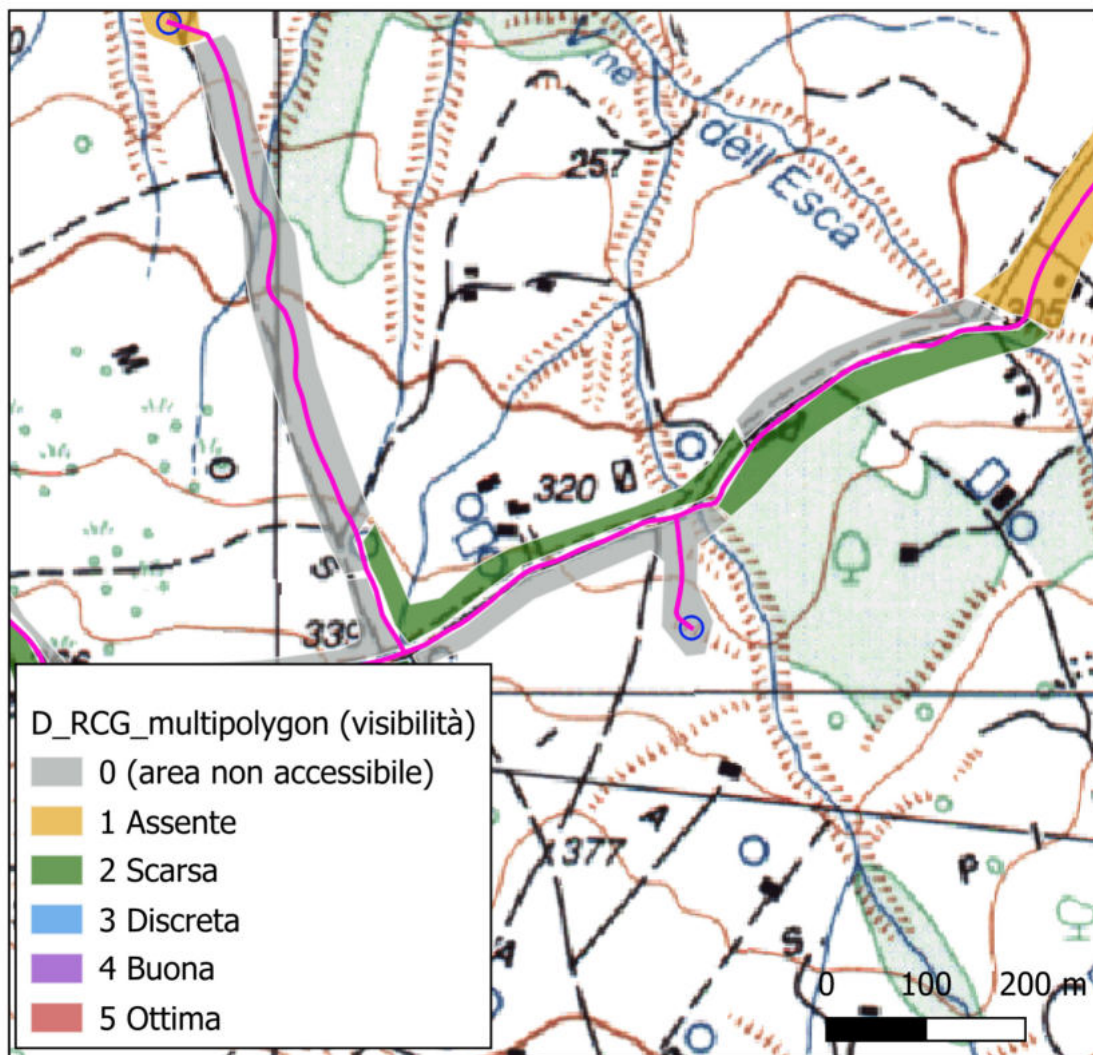 257
dell'Esca
M
O
320
305
S
D_RCG_multipolygon (visibilità)
0 (area non accessibile)
1 Assente
2 Scarsa
3 Discreta
4 Buona
5 Ottima
377
A
A
P
S
0 100 200 m